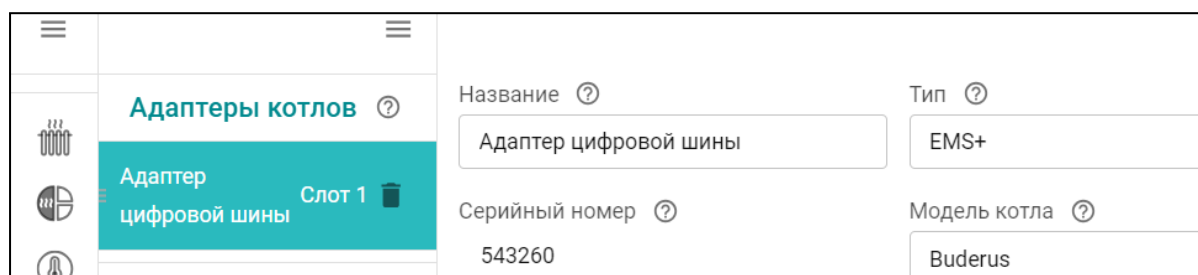 Адаптеры котлов
Адаптер
цифровой шины
Слот 1
Название
Тип
Адаптер цифровой шины
EMS+
Серийный номер
Модель котла
543260
Buderus